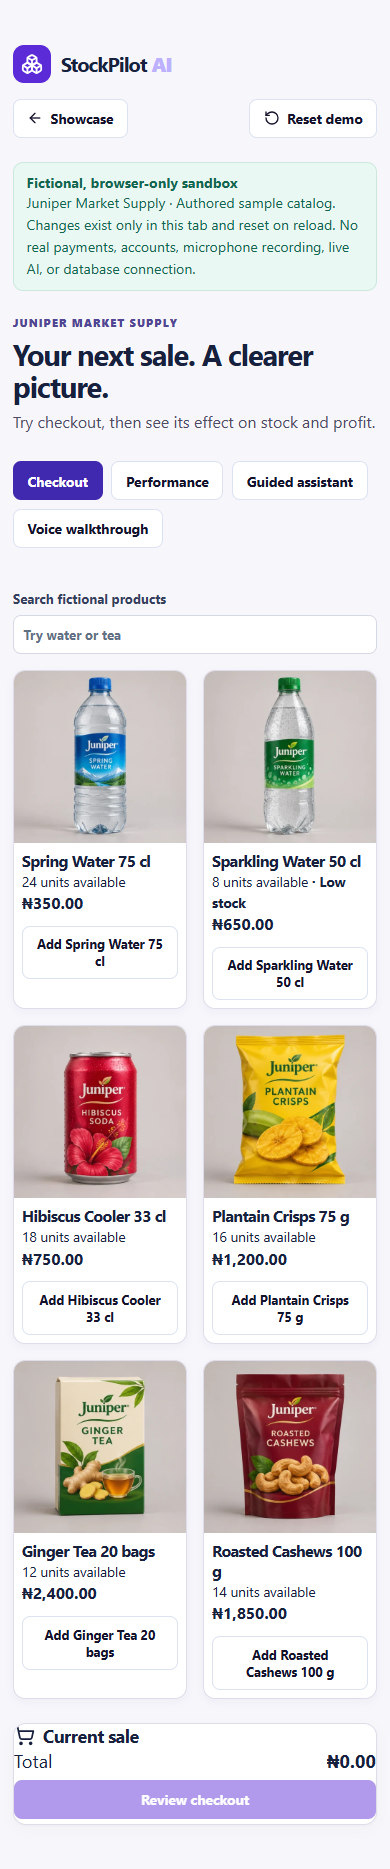 StockPilot AI
Showcase
Reset demo
Fictional, browser-only sandbox
Juniper Market Supply · Authored sample catalog.
Changes exist only in this tab and reset on reload. No
real payments, accounts, microphone recording, live
AI, or database connection.
JUNIPER MARKET SUPPLY
Your next sale. A clearer
picture.
Try checkout, then see its effect on stock and profit.
Checkout
Performance
Guided assistant
Voice walkthrough
Search fictional products
Try water or tea
Juniper
SPRING
WATER
Spring Water 75 cl
24 units available
₦350.00
Add Spring Water 75
cl
Juniper
SPARKLING
WATER
Sparkling Water 50 cl
8 units available · Low
stock
₦650.00
Add Sparkling Water
50 cl
Juniper
HIBISCUS
SODA
Hibiscus Cooler 33 cl
18 units available
₦750.00
Add Hibiscus Cooler
33 cl
Juniper
PLANTAIN
CRISPS
Plantain Crisps 75 g
16 units available
₦1,200.00
Add Plantain Crisps
75 g
Juniper
GINGER
TEA
Ginger Tea 20 bags
12 units available
₦2,400.00
Add Ginger Tea 20
bags
Juniper
ROASTED
CASHEWS
Roasted Cashews 100
g
14 units available
₦1,850.00
Add Roasted
Cashews 100 g
Current sale
Total ₦0.00
Review checkout